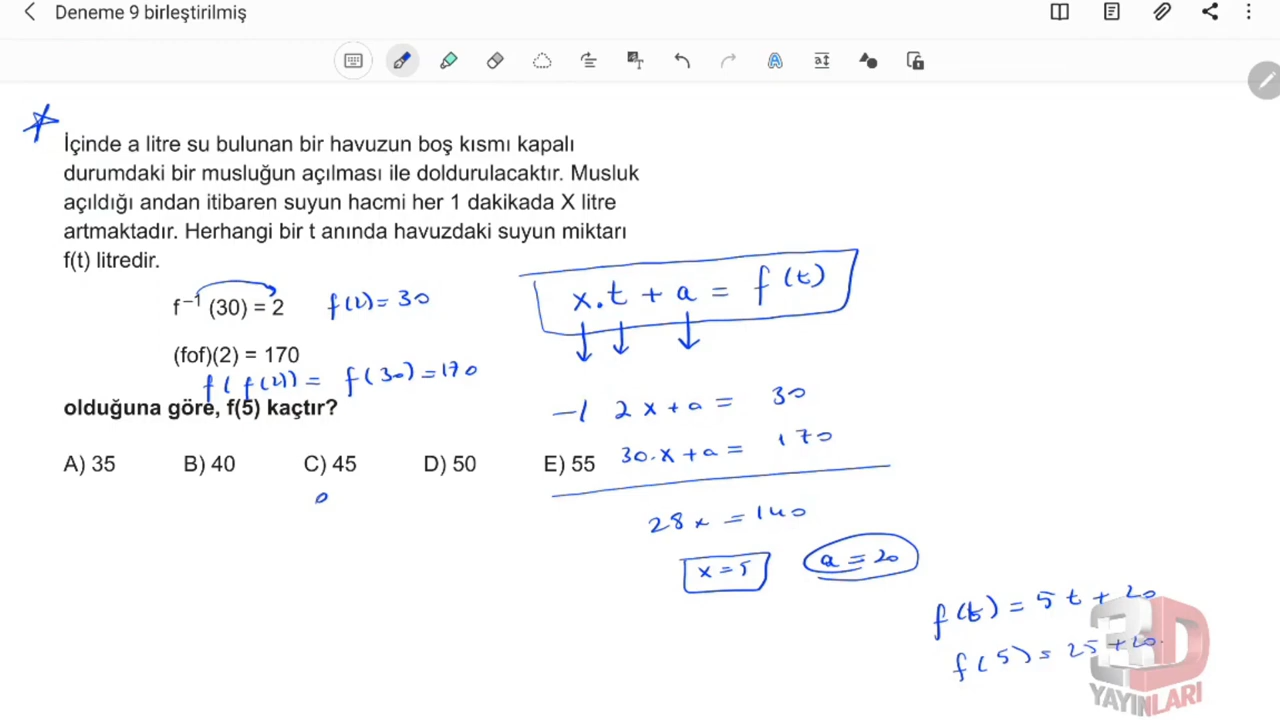 Deneme 9 birleştirilmiş
İçinde a litre su bulunan bir havuzun boş kısmı kapalı
durumdaki bir musluğun açılması ile doldurulacaktır. Musluk
açıldığı andan itibaren suyun hacmi her 1 dakikada X litre
artmaktadır. Herhangi bir t anında havuzdaki suyun miktarı
f(t) litredir.
x.t + a = f(t)
f⁻¹ (30) = 2 f(2) = 30
(fof)(2) = 170
f(f(2)) = f(30) = 170
olduğuna göre, f(5) kaçtır?
A) 35 B) 40 C) 45 D) 50 E) 55
-1 2x + a = 30
30.x + a = 170
28x = 140
x = 5 a = 20
f(t) = 5t + 20
f(5) = 25 + 20
3D
YAYINLARI